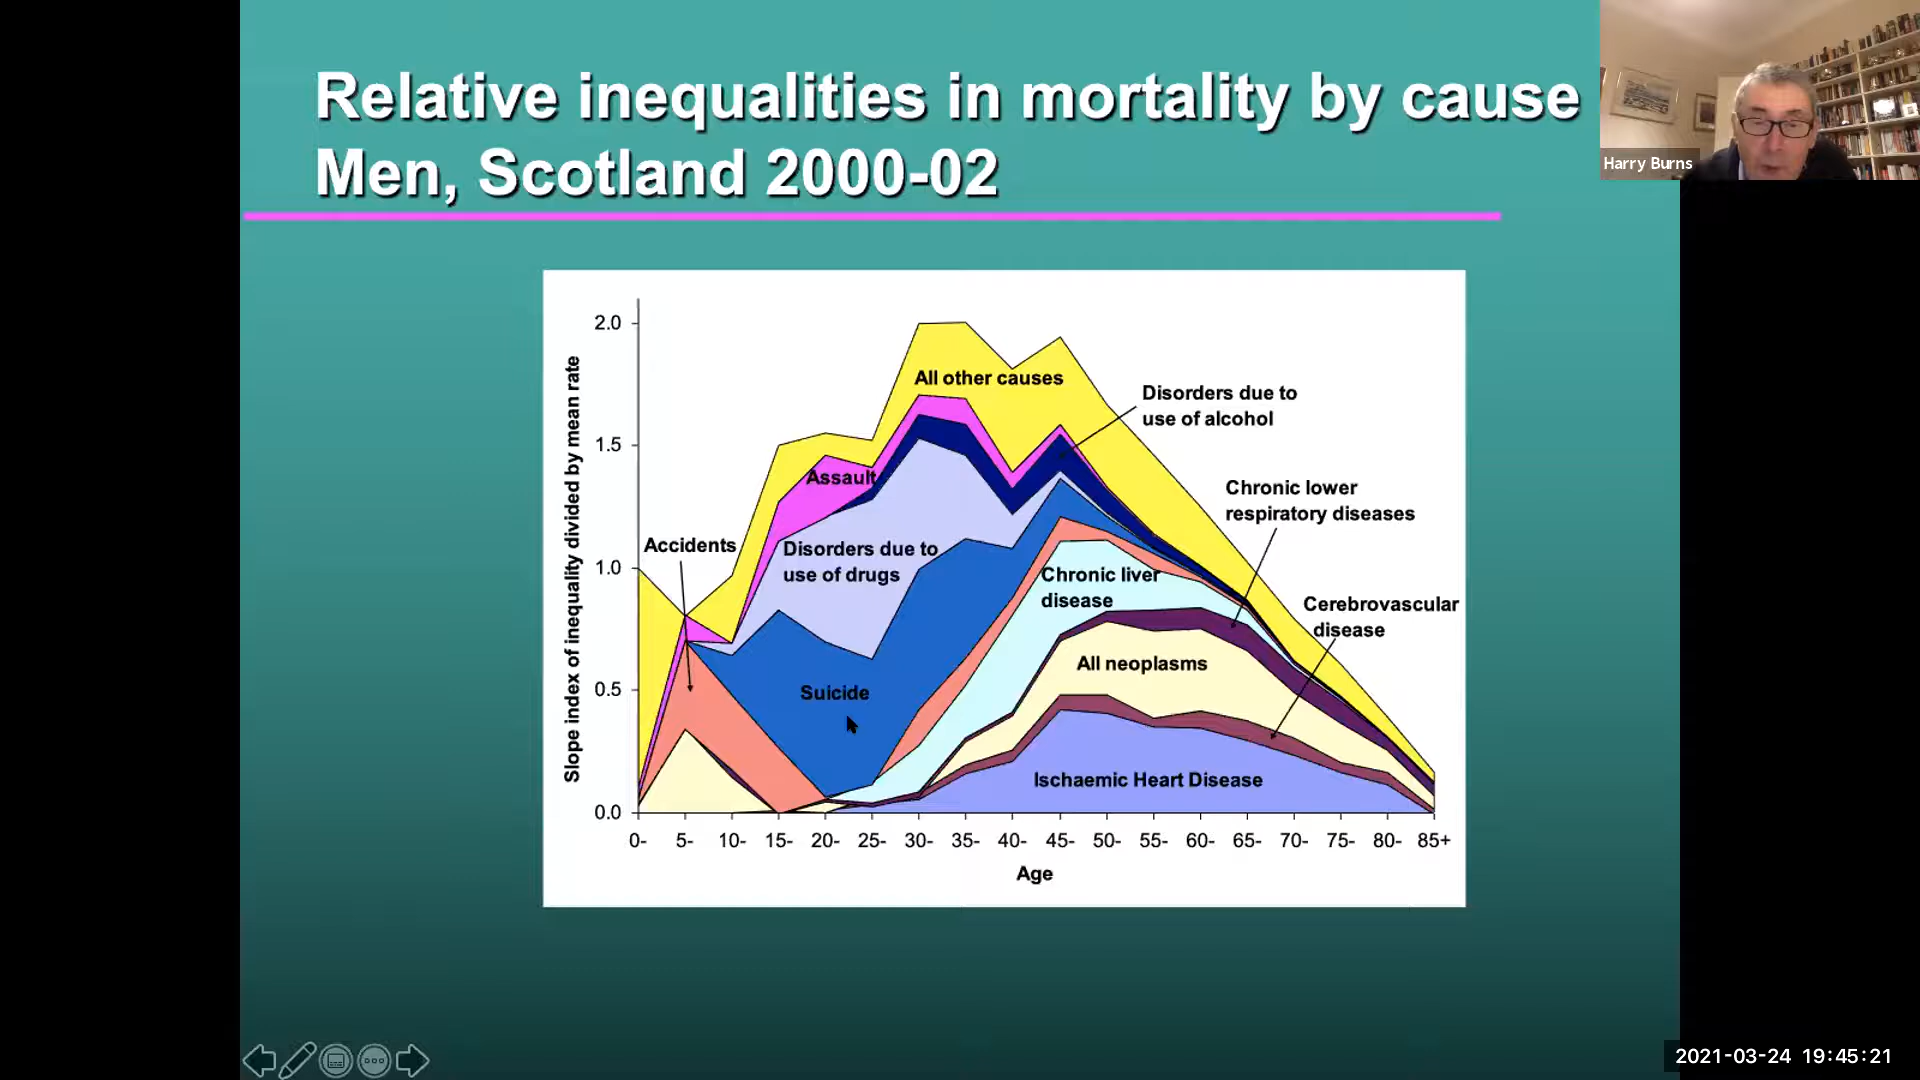 Relative inequalities in mortality by cause
Men, Scotland 2000-02
Harry Burns
Slope index of inequality divided by mean rate
2.0
1.5
1.0
0.5
0.0
All other causes
Disorders due to
use of alcohol
Assault
Chronic lower
respiratory diseases
Accidents
Disorders due to
use of drugs
Chronic liver
disease
Cerebrovascular
disease
All neoplasms
Suicide
Ischaemic Heart Disease
0- 5- 10- 15- 20- 25- 30- 35- 40- 45- 50- 55- 60- 65- 70- 75- 80- 85+
Age
2021-03-24 19:45:21